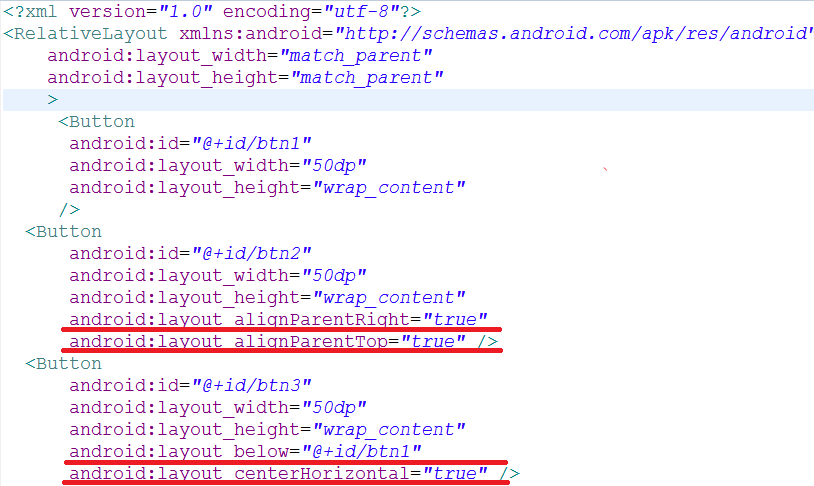 <?xml version="1.0" encoding="utf-8"?>
<RelativeLayout xmlns:android="http://schemas.android.com/apk/res/android"
android:layout_width="match_parent"
android:layout_height="match_parent"
>
<Button
android:id="@+id/btn1"
android:layout_width="50dp"
android:layout_height="wrap_content"
/>
<Button
android:id="@+id/btn2"
android:layout_width="50dp"
android:layout_height="wrap_content"
android:layout_alignParentRight="true"
android:layout_alignParentTop="true" />
<Button
android:id="@+id/btn3"
android:layout_width="50dp"
android:layout_height="wrap_content"
android:layout_below="@+id/btn1"
android:layout_centerHorizontal="true" />